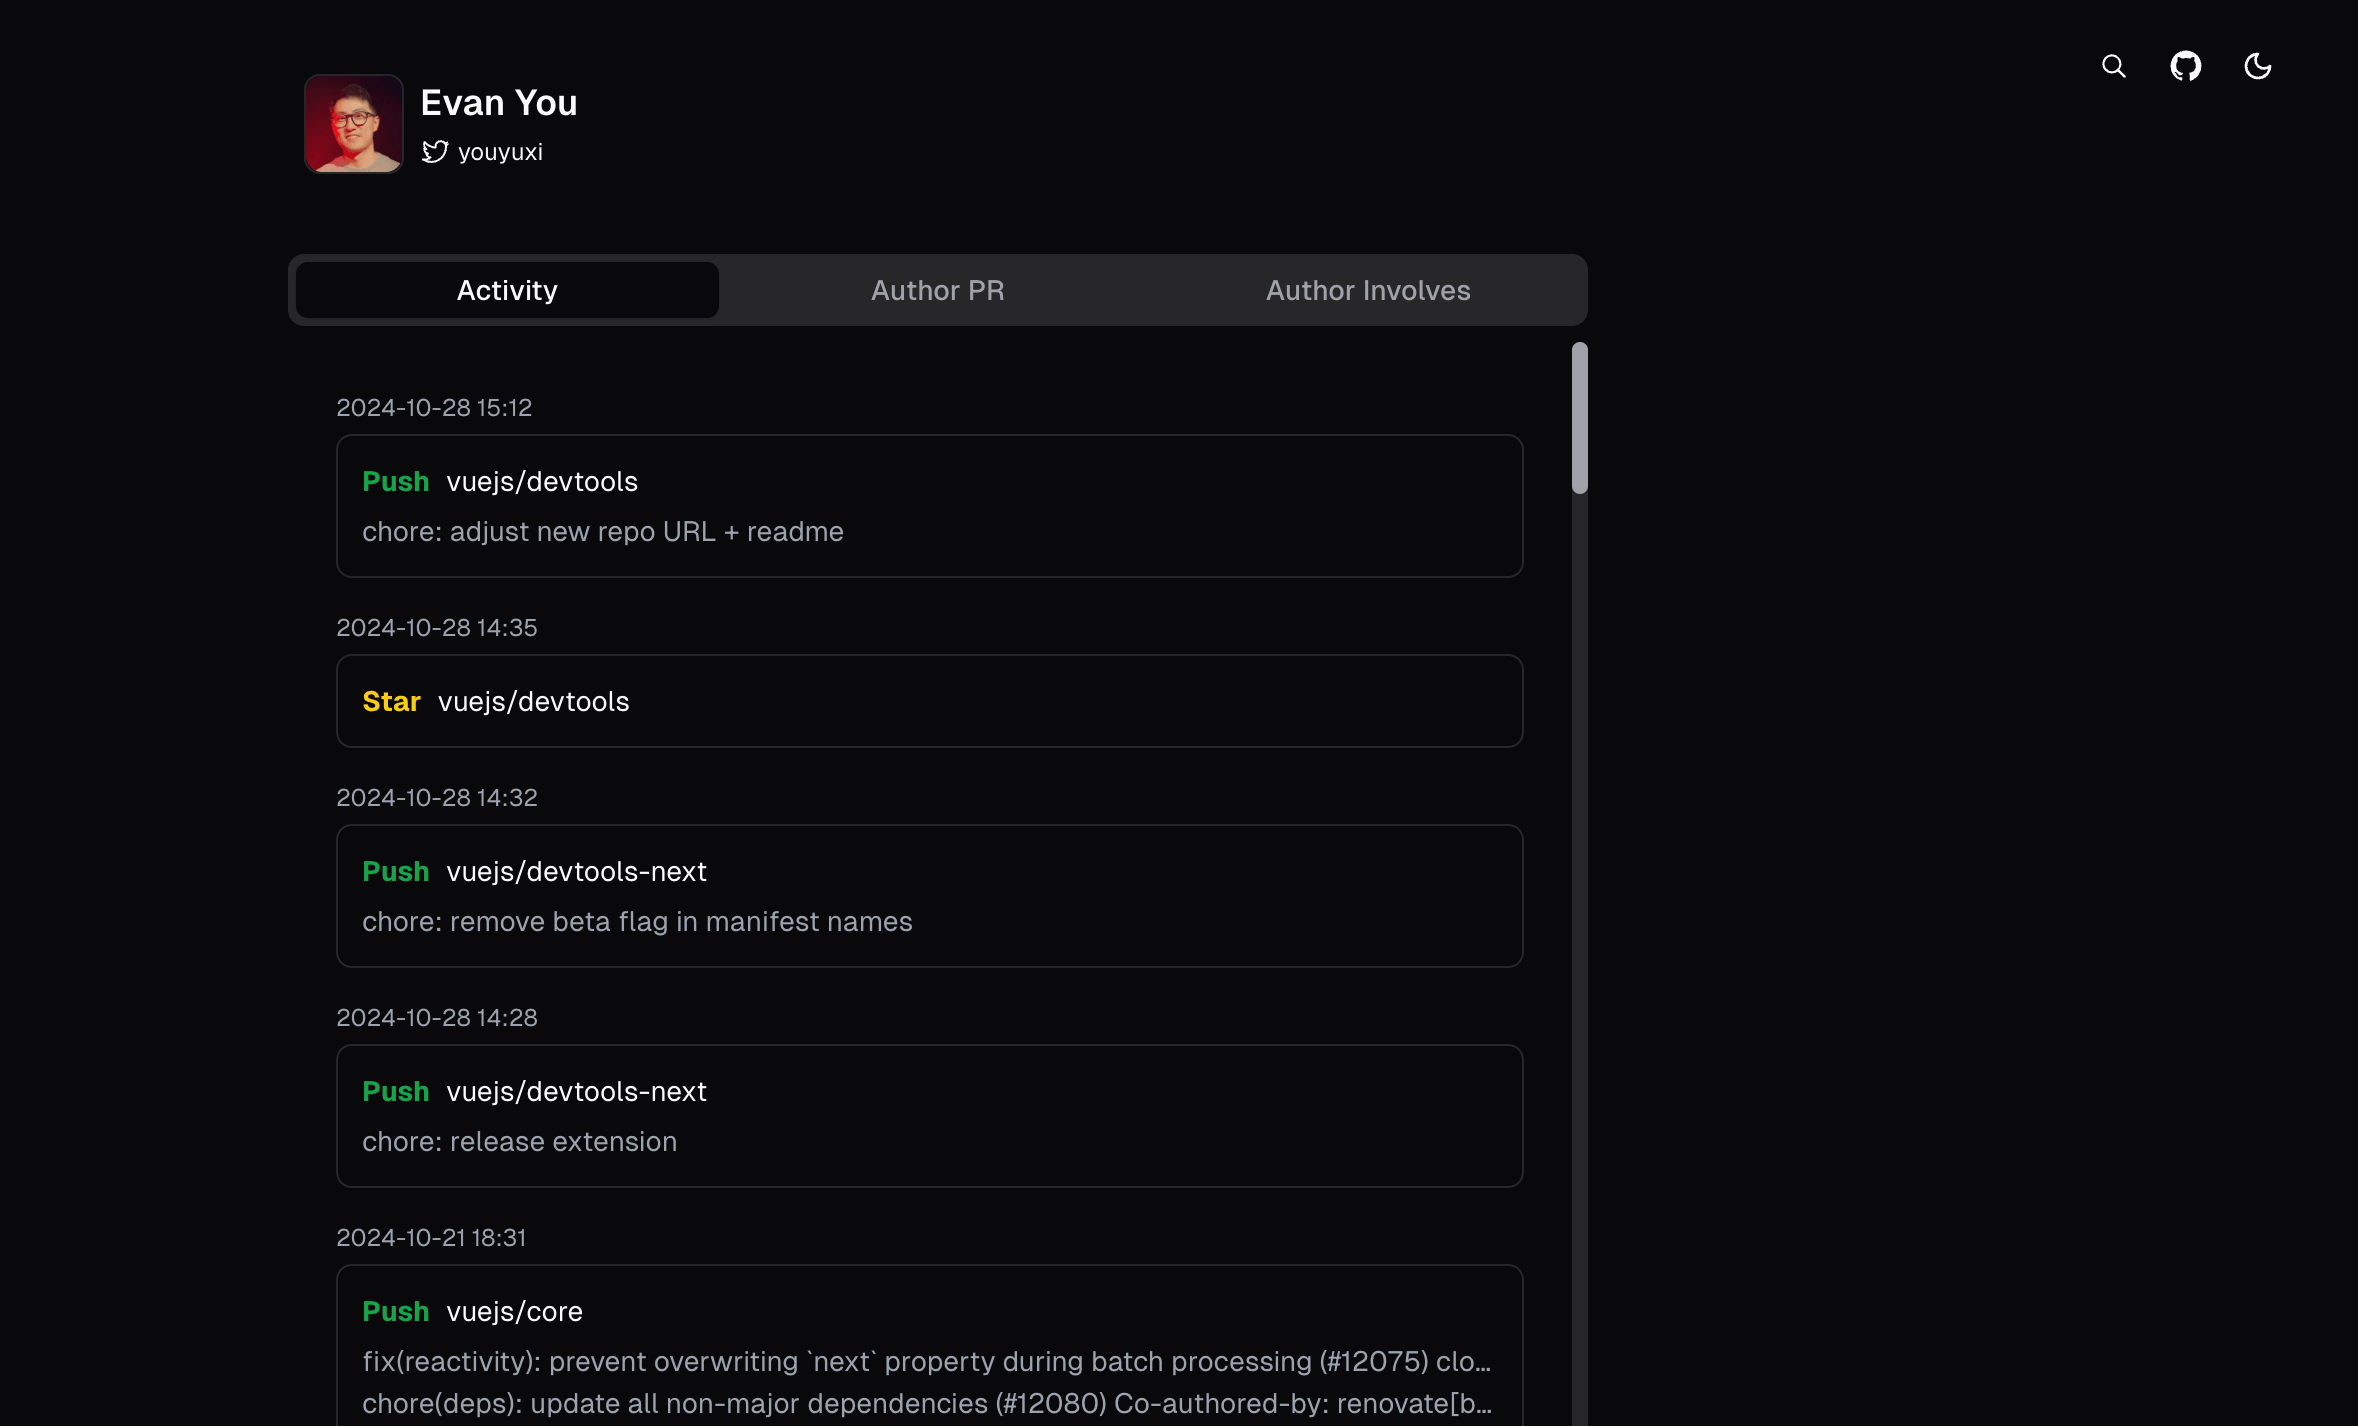 Evan You
youyuxi
Activity
Author PR
Author Involves
2024-10-28 15:12
Push vuejs/devtools
chore: adjust new repo URL + readme
2024-10-28 14:35
Star vuejs/devtools
2024-10-28 14:32
Push vuejs/devtools-next
chore: remove beta flag in manifest names
2024-10-28 14:28
Push vuejs/devtools-next
chore: release extension
2024-10-21 18:31
Push vuejs/core
fix(reactivity): prevent overwriting `next` property during batch processing (#12075) clo...
chore(deps): update all non-major dependencies (#12080) Co-authored-by: renovate[b...